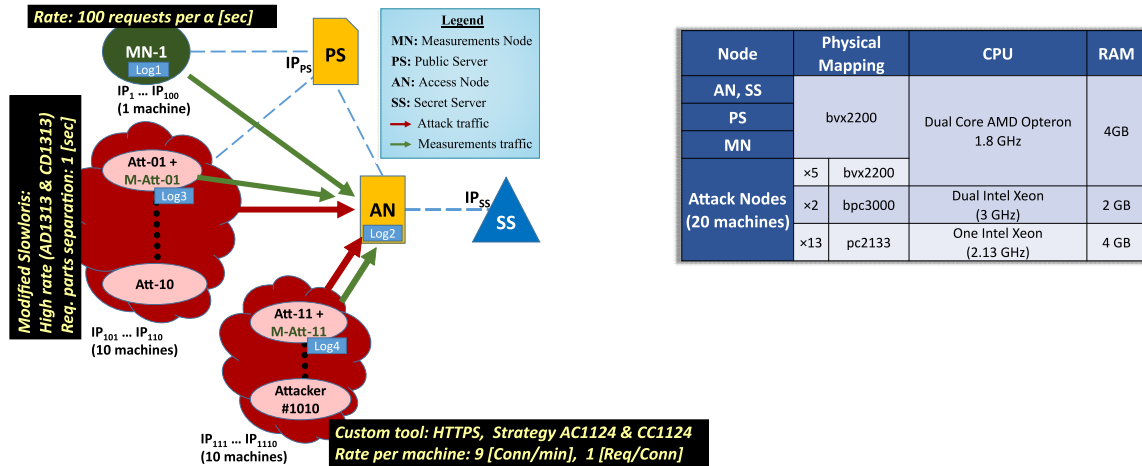 Rate: 100 requests per α [sec]
MN-1
Log1
IP1 ... IP100
(1 machine)
IPPS
PS
Legend
MN: Measurements Node
PS: Public Server
AN: Access Node
SS: Secret Server
Attack traffic
Measurements traffic
Modified Slowloris:
High rate (AD1313 & CD1313)
Req. parts separation: 1 [sec]
Att-01 +
M-Att-01
Log3
Att-10
IP101 ... IP110
(10 machines)
AN
Log2
IPSS
SS
Att-11 +
M-Att-11
Log4
Attacker
#1010
IP111 ... IP1110
(10 machines)
Custom tool: HTTPS, Strategy AC1124 & CC1124
Rate per machine: 9 [Conn/min], 1 [Req/Conn]
Node Physical Mapping CPU RAM
AN, SS
PS
MN
bvx2200
Dual Core AMD Opteron
1.8 GHz
4GB
Attack Nodes
(20 machines)
×5 bvx2200
×2 bpc3000
Dual Intel Xeon
(3 GHz)
2 GB
×13 pc2133
One Intel Xeon
(2.13 GHz)
4 GB